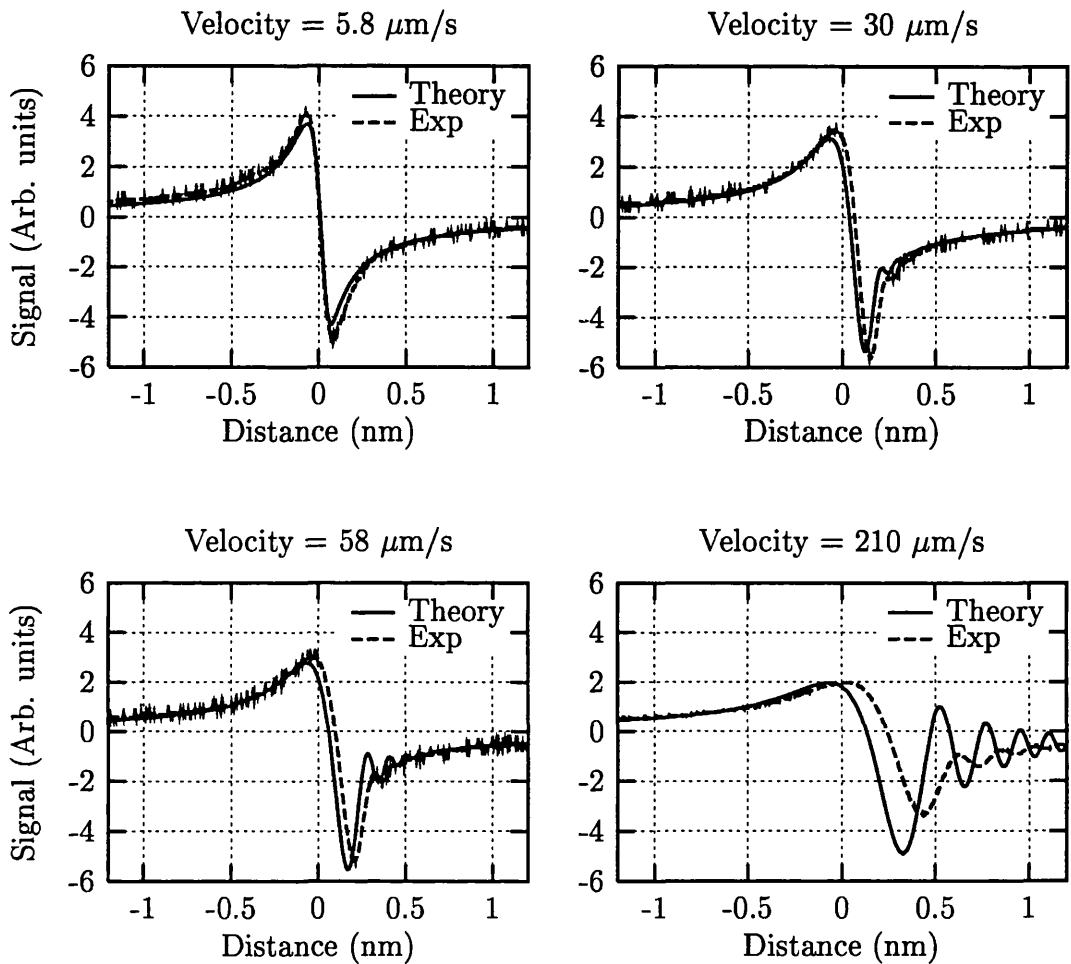 Velocity = 5.8 μm/s
Signal (Arb. units)
6
4
2
0
-2
-4
-6
Theory
Exp
-1 -0.5 0 0.5 1
Distance (nm)
Velocity = 30 μm/s
6
4
2
0
-2
-4
-6
Theory
Exp
-1 -0.5 0 0.5 1
Distance (nm)
Velocity = 58 μm/s
Signal (Arb. units)
6
4
2
0
-2
-4
-6
Theory
Exp
-1 -0.5 0 0.5 1
Distance (nm)
Velocity = 210 μm/s
6
4
2
0
-2
-4
-6
Theory
Exp
-1 -0.5 0 0.5 1
Distance (nm)